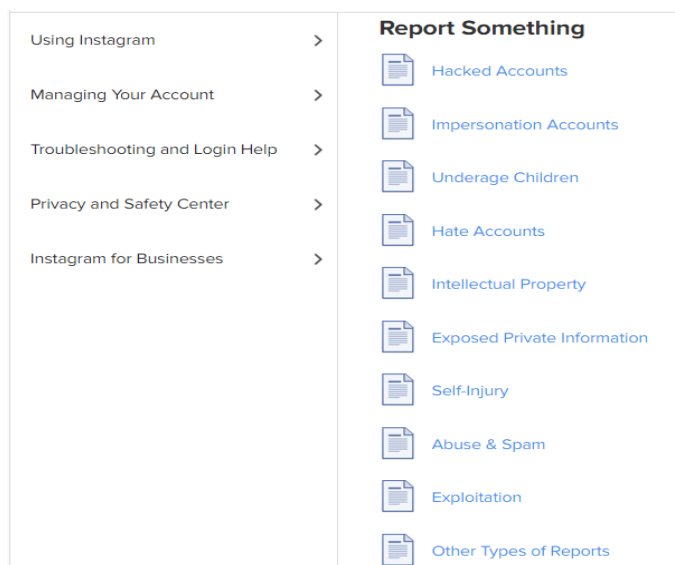 Using Instagram
Managing Your Account
Troubleshooting and Login Help
Privacy and Safety Center
Instagram for Businesses
Report Something
Hacked Accounts
Impersonation Accounts
Underage Children
Hate Accounts
Intellectual Property
Exposed Private Information
Self-Injury
Abuse & Spam
Exploitation
Other Types of Reports